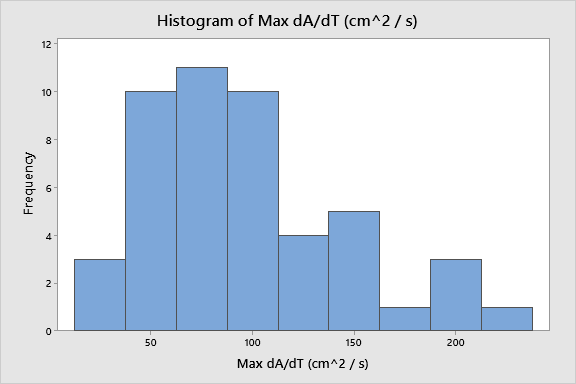 Histogram of Max dA/dT (cm^2 / s)
12
10
8
6
4
2
0
Frequency
50 100 150 200
Max dA/dT (cm^2 / s)